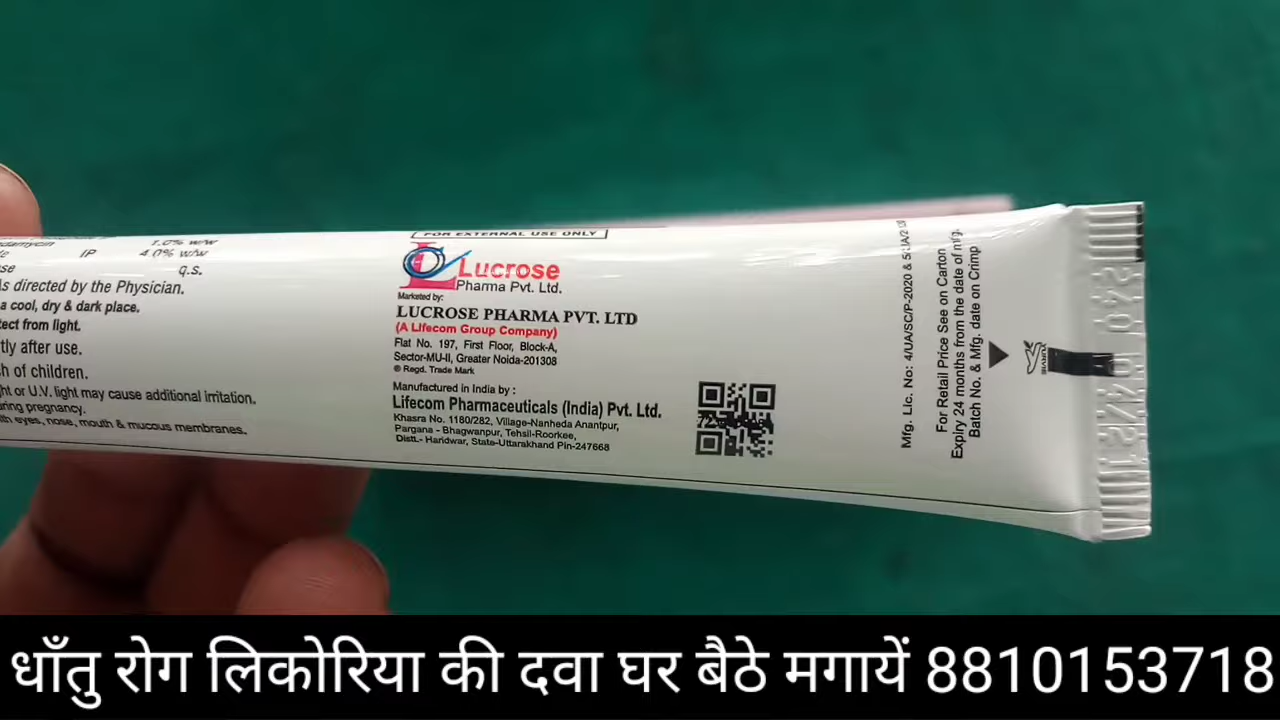 1.0% w/w
IP 4.0% w/w
q.s.
As directed by the Physician.
a cool, dry & dark place.
from light.
after use.
of children.
or U.V. light may cause additional irritation.
pregnancy.
eyes, nose, mouth & mucous membranes.
FOR EXTERNAL USE ONLY
Lucrose
Pharma Pvt. Ltd.
Marketed by:
LUCROSE PHARMA PVT. LTD
(A Lifecom Group Company)
Flat No. 197, First Floor, Block-A,
Sector-MU-II, Greater Noida-201308
® Regd. Trade Mark
Manufactured in India by :
Lifecom Pharmaceuticals (India) Pvt. Ltd.
Khasra No. 1180/282, Village-Nanheda Anantpur,
Pargana - Bhagwanpur, Tehsil-Roorkee,
Distt.- Haridwar, State-Uttarakhand Pin-247668
Mfg. Lic. No: 4/UA/SC/P-2020 &
For Retail Price See on Carton
Expiry 24 months from the date of mfg.
Batch No. & Mfg. date on Crimp
धाँतु रोग लिकोरिया की दवा घर बैठे मगायें 8810153718